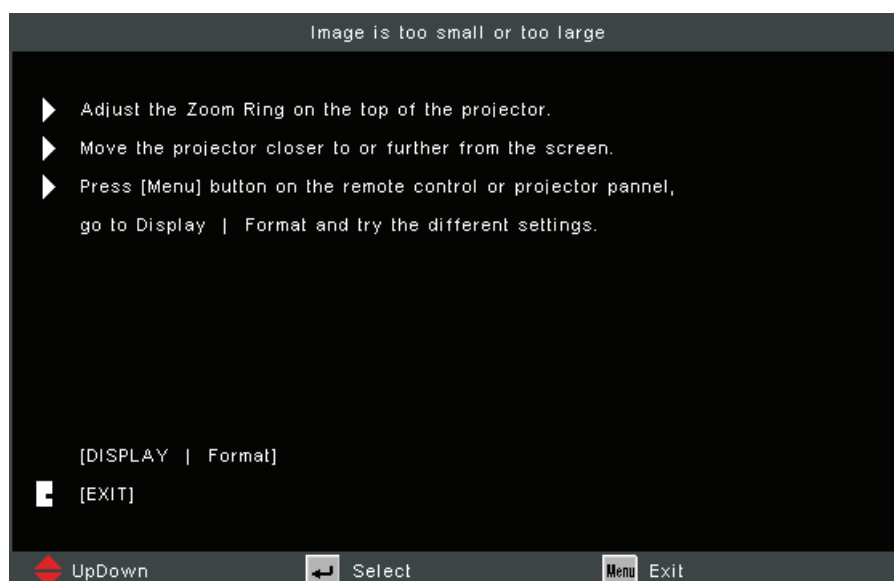 Image is too small or too large
Adjust the Zoom Ring on the top of the projector.
Move the projector closer to or further from the screen.
Press [Menu] button on the remote control or projector pannel,
go to Display | Format and try the different settings.
[DISPLAY | Format]
[EXIT]
UpDown Select Menu Exit